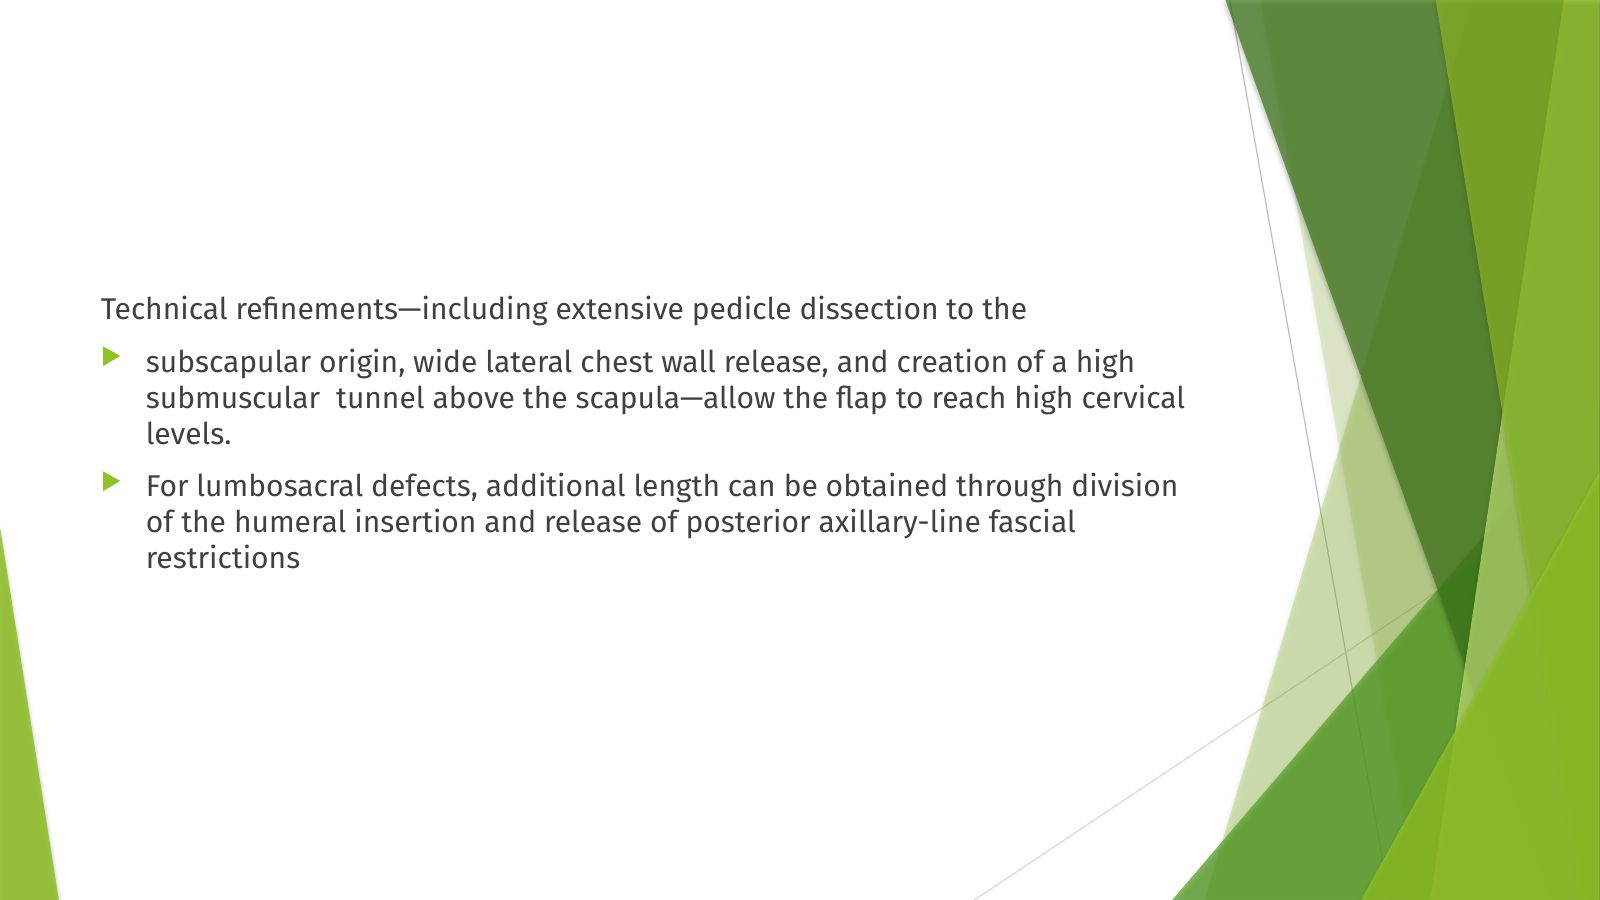 Technical refinements—including extensive pedicle dissection to the
subscapular origin, wide lateral chest wall release, and creation of a high
submuscular  tunnel above the scapula—allow the flap to reach high cervical
levels.
For lumbosacral defects, additional length can be obtained through division
of the humeral insertion and release of posterior axillary-line fascial
restrictions